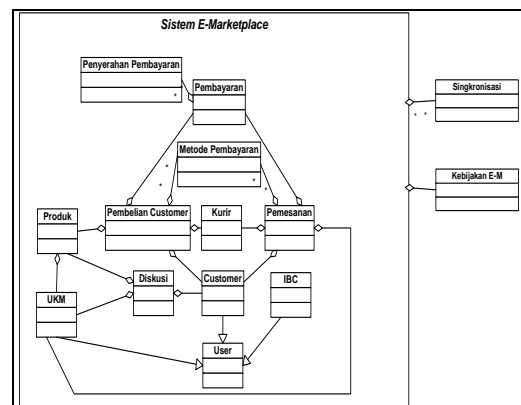 Sistem E-Marketplace
Penyerahan Pembayaran
*
Pembayaran
Singkronisasi
* *
Metode Pembayaran
*
*
* *
Kebijakan E-M
Produk
Pembelian Customer
Kurir
Pemesanan
UKM
Diskusi
Customer
IBC
User